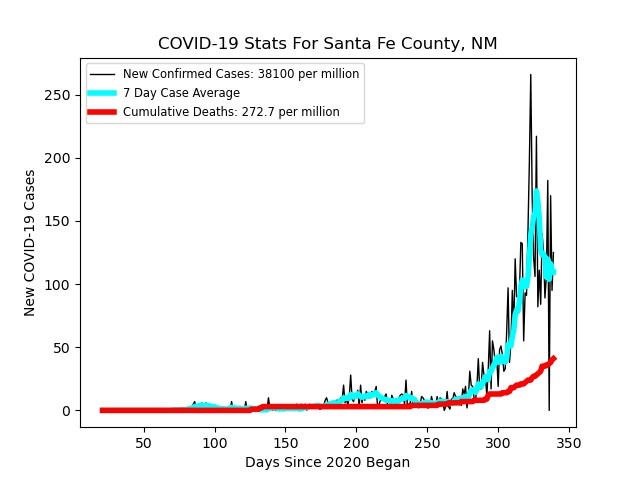 COVID-19 Stats For Santa Fe County, NM
New Confirmed Cases: 38100 per million
7 Day Case Average
Cumulative Deaths: 272.7 per million
New COVID-19 Cases
250
200
150
100
50
0
50 100 150 200 250 300 350
Days Since 2020 Began